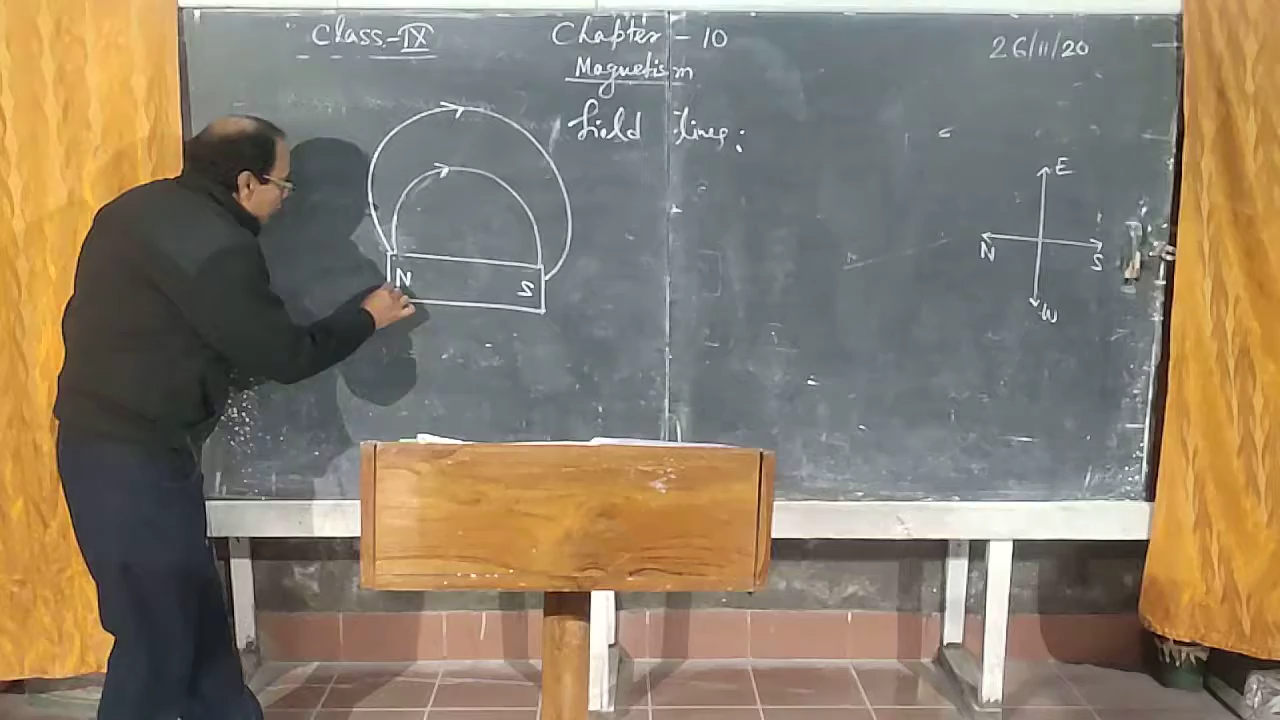 Class-IX
Chapter-10
26/11/20
Magnetism
field lines:
E
N S
W
N S